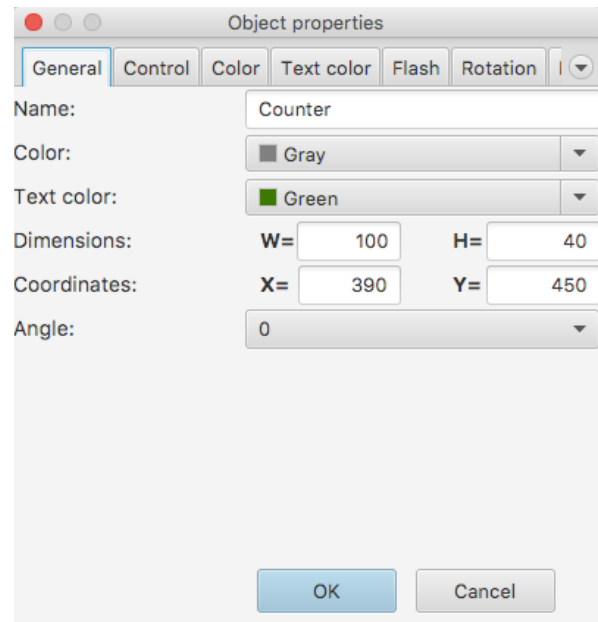 Object properties
General Control Color Text color Flash Rotation
Name: Counter
Color: Gray
Text color: Green
Dimensions: W= 100 H= 40
Coordinates: X= 390 Y= 450
Angle: 0
OK Cancel